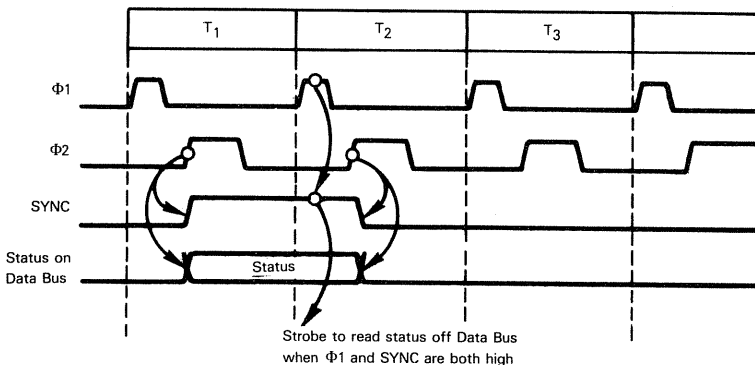 T1 T2 T3
Φ1
Φ2
SYNC
Status on
Data Bus
Status
Strobe to read status off Data Bus
when Φ1 and SYNC are both high